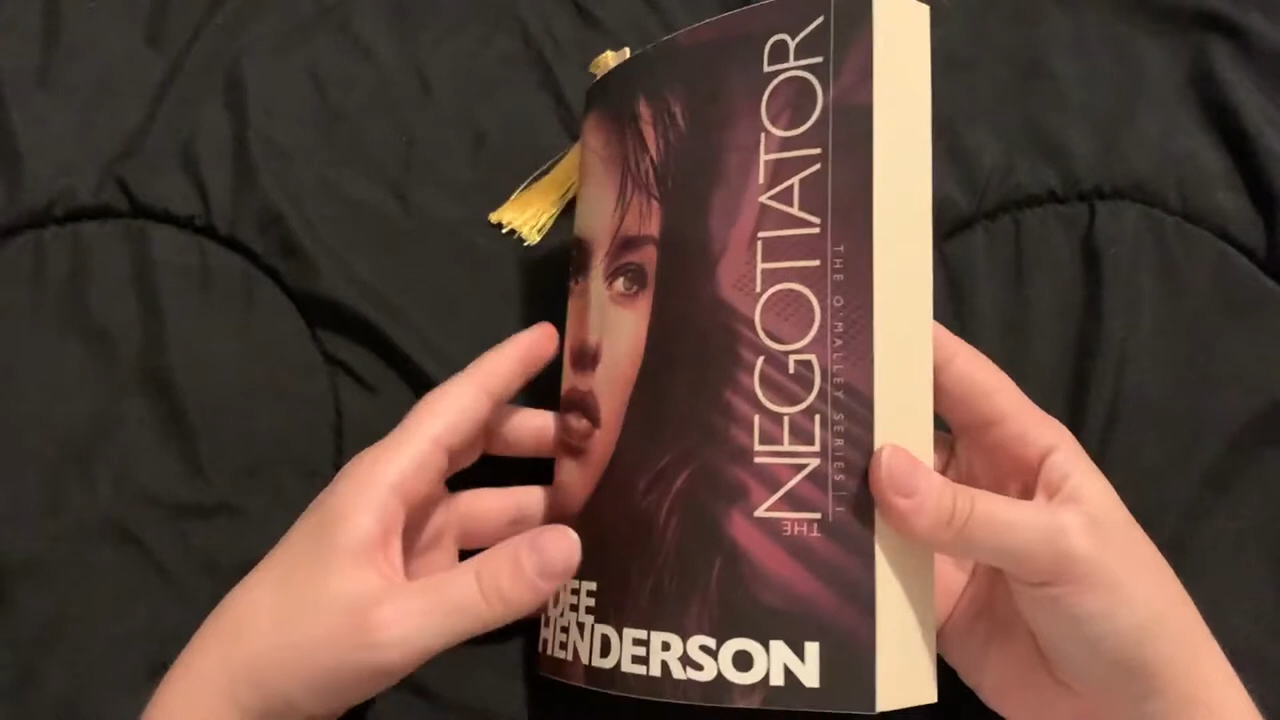 THE
NEGOTIATOR
THE O'MALLEY SERIES | 1
DEE
HENDERSON